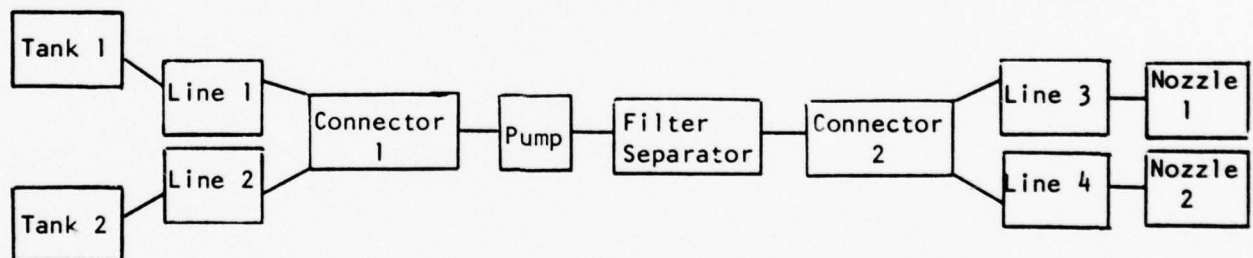 Tank 1
Line 1
Line 2
Tank 2
Connector
1
Pump
Filter
Separator
Connector
2
Line 3
Nozzle
1
Line 4
Nozzle
2